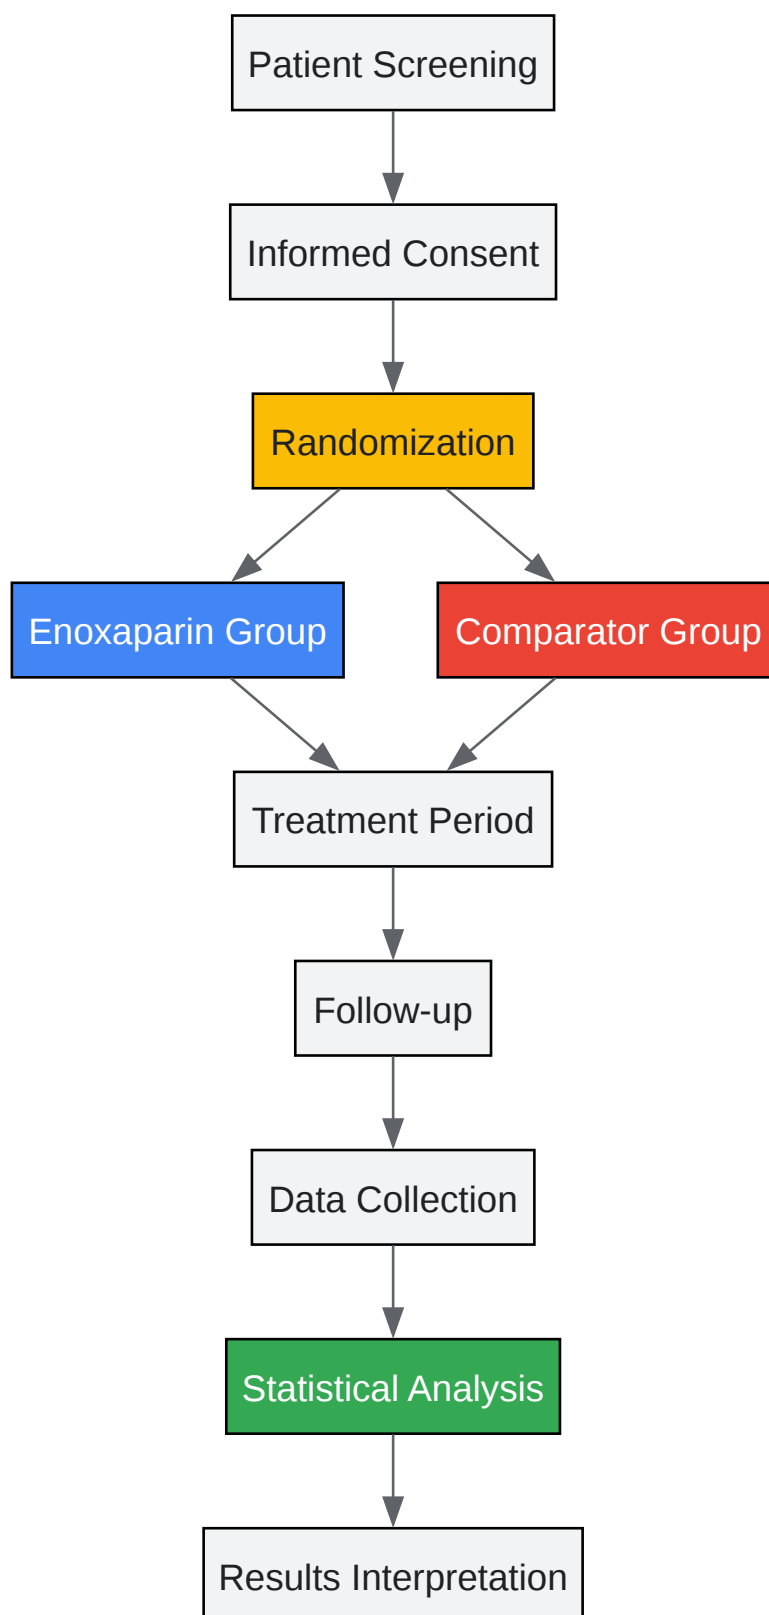 Patient Screening
Informed Consent
Randomization
Enoxaparin Group
Comparator Group
Treatment Period
Follow-up
Data Collection
Statistical Analysis
Results Interpretation